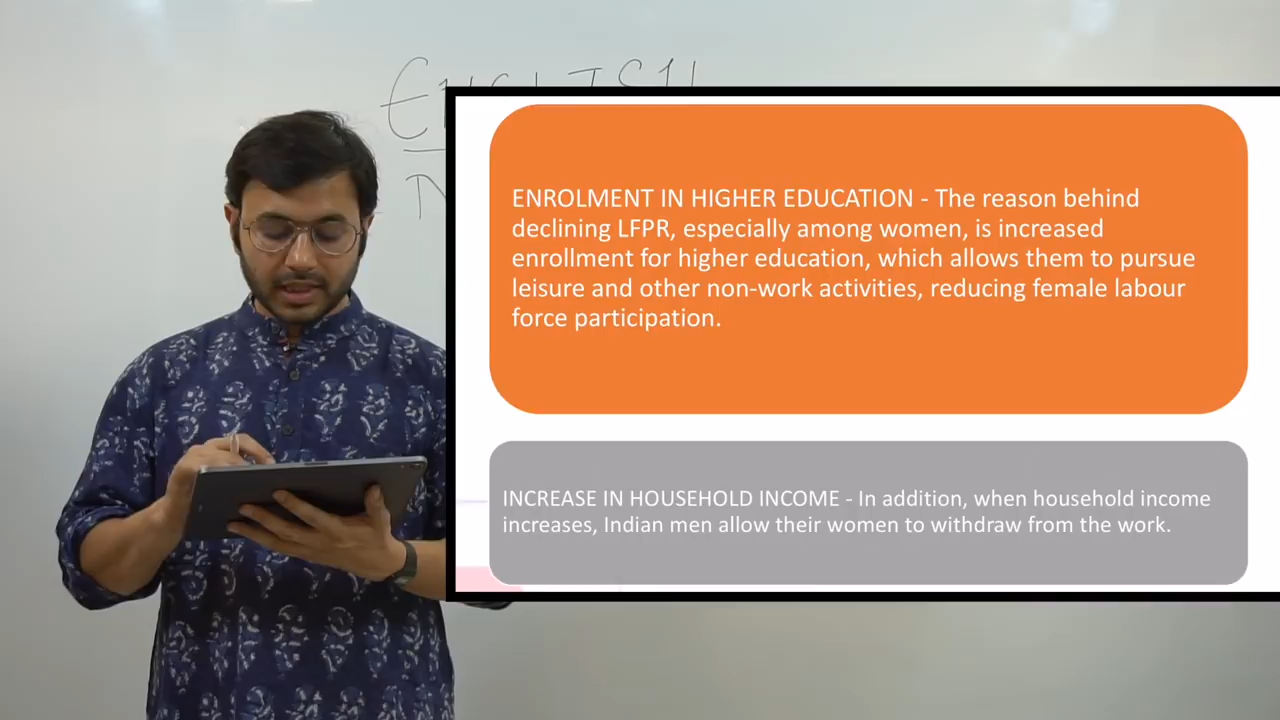 ENGLISH
ENROLMENT IN HIGHER EDUCATION - The reason behind
declining LFPR, especially among women, is increased
enrollment for higher education, which allows them to pursue
leisure and other non-work activities, reducing female labour
force participation.
INCREASE IN HOUSEHOLD INCOME - In addition, when household income
increases, Indian men allow their women to withdraw from the work.